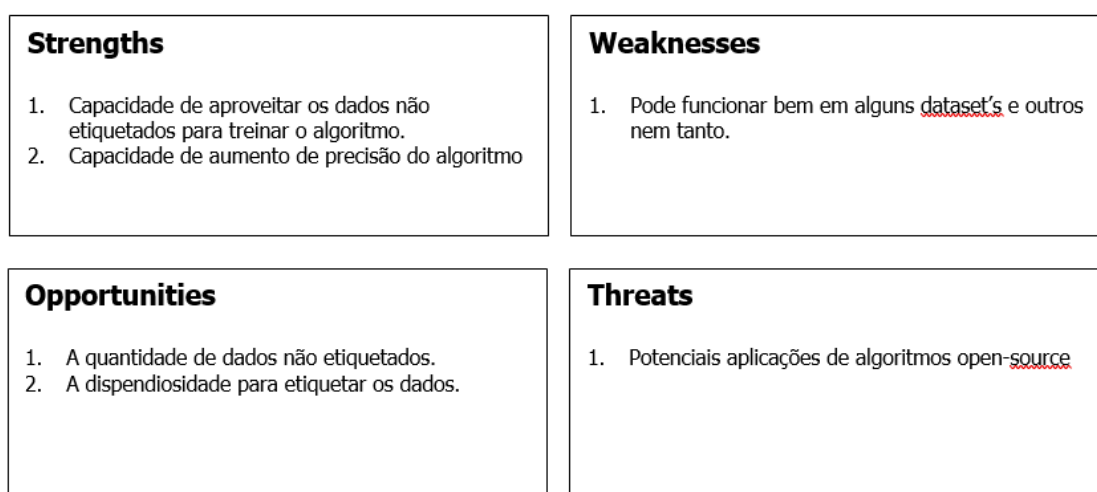 Strengths
1. Capacidade de aproveitar os dados não
etiquetados para treinar o algoritmo.
2. Capacidade de aumento de precisão do algoritmo
Weaknesses
1. Pode funcionar bem em alguns dataset's e outros
nem tanto.
Opportunities
1. A quantidade de dados não etiquetados.
2. A dispendiosidade para etiquetar os dados.
Threats
1. Potenciais aplicações de algoritmos open-source